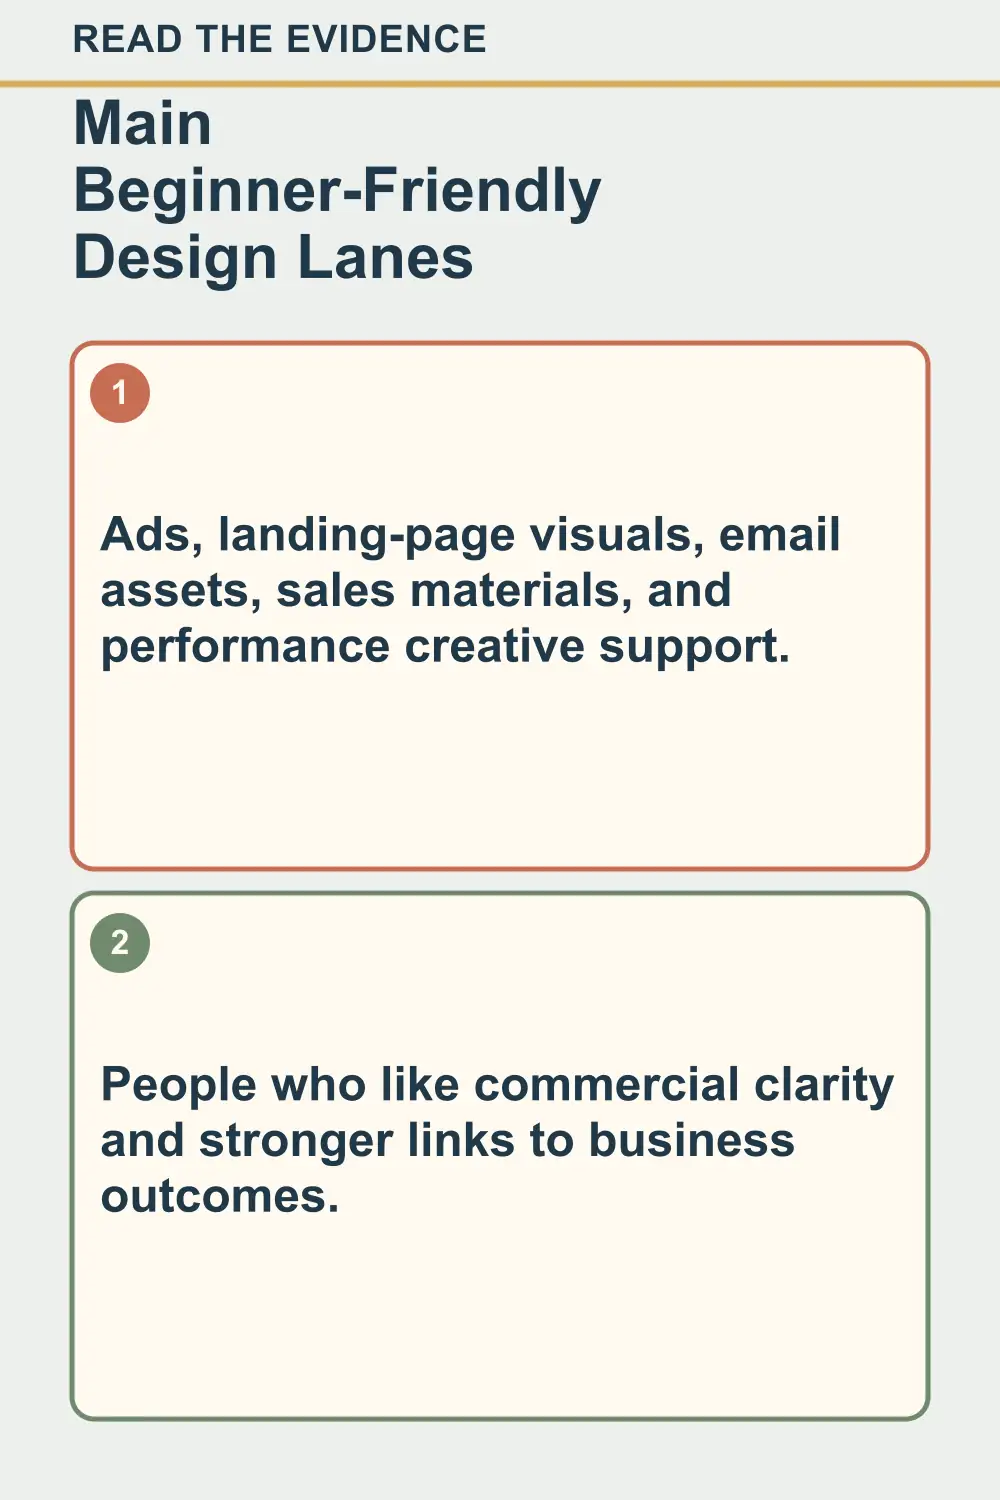 READ THE EVIDENCE
Main
Beginner-Friendly
Design Lanes
1
Ads, landing-page visuals, email
assets, sales materials, and
performance creative support.
2
People who like commercial clarity
and stronger links to business
outcomes.